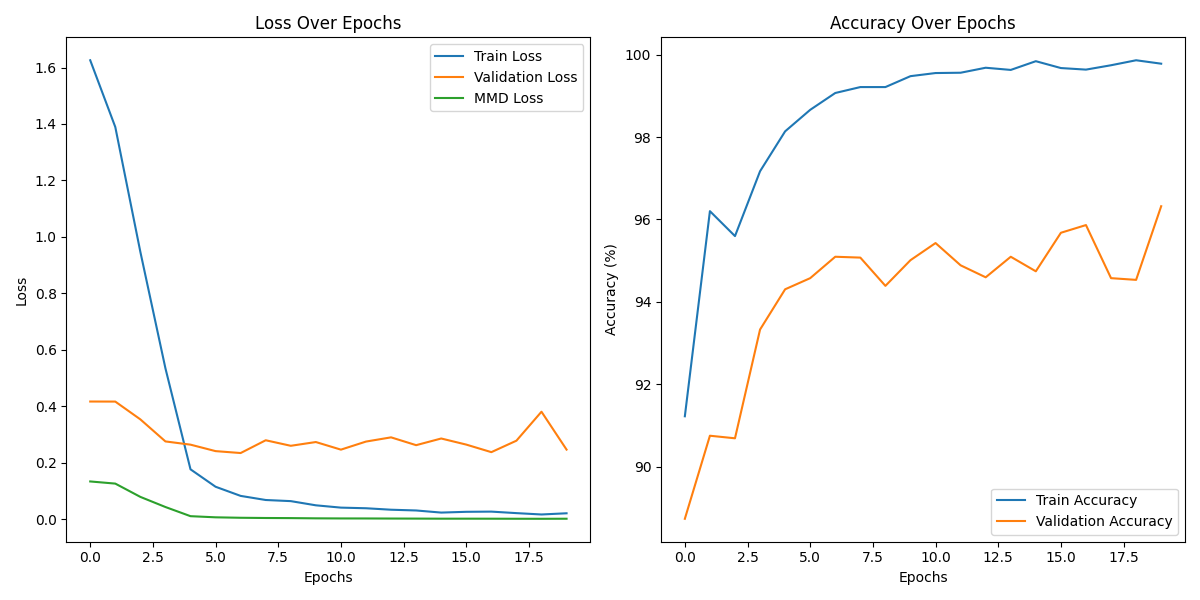 Loss Over Epochs
Loss
1.6
1.4
1.2
1.0
0.8
0.6
0.4
0.2
0.0
Train Loss
Validation Loss
MMD Loss
0.0 2.5 5.0 7.5 10.0 12.5 15.0 17.5
Epochs
Accuracy Over Epochs
Accuracy (%)
100
98
96
94
92
90
Train Accuracy
Validation Accuracy
0.0 2.5 5.0 7.5 10.0 12.5 15.0 17.5
Epochs